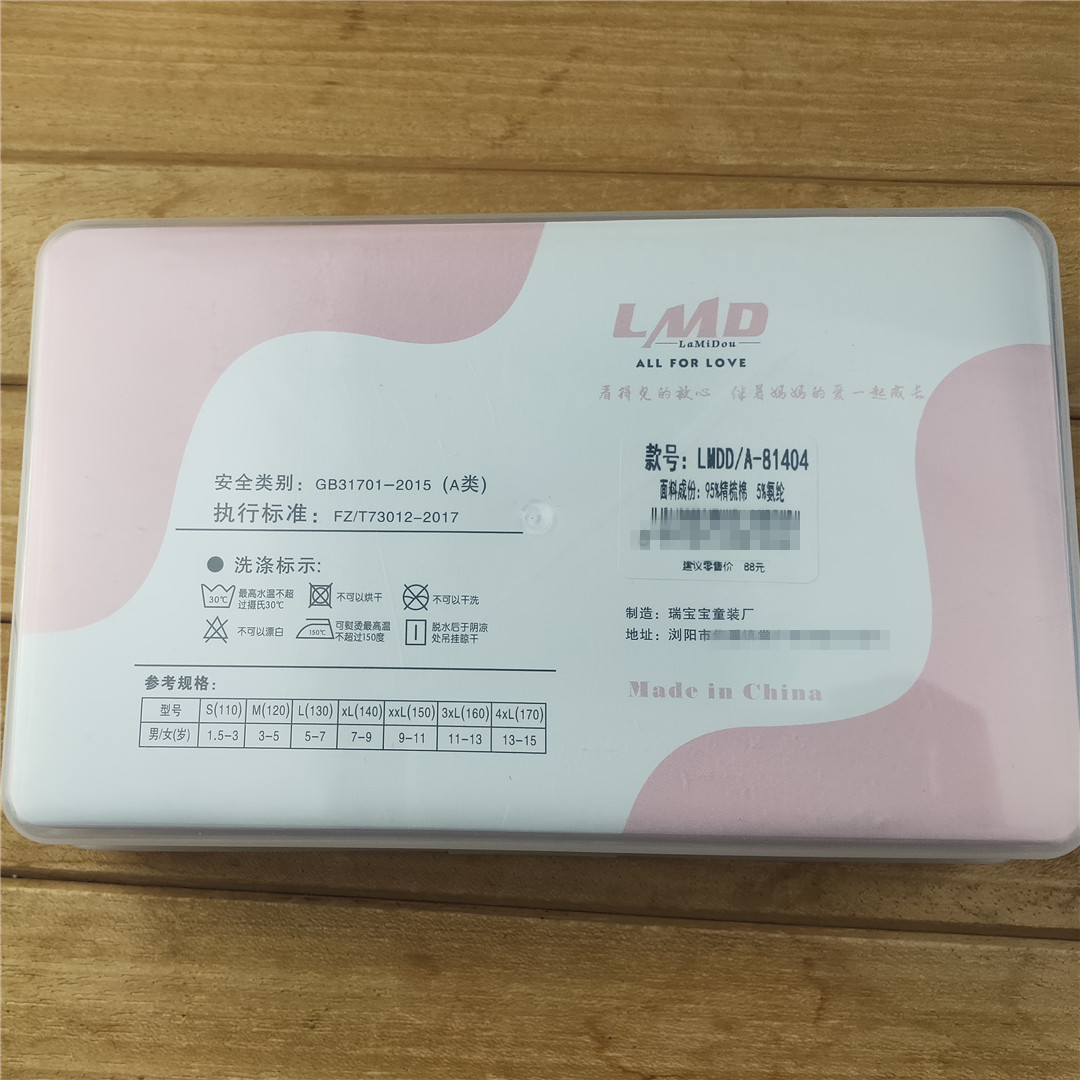 LMD
LaMiDou
ALL FOR LOVE
看得见的放心 伴着妈妈的爱一起成长
款号：LMDD/A-81404
面料成份：95%精梳棉 5%氨纶
建议零售价 88元
制造：瑞宝宝童装厂
地址：浏阳市
Made in China
安全类别：GB31701-2015 (A类)
执行标准：FZ/T73012-2017
● 洗涤标示:
30℃ 最高水温不超过摄氏30℃
不可以烘干
不可以干洗
不可以漂白
150℃ 可熨烫最高温不超过150度
脱水后于阴凉处吊挂晾干
参考规格:
型号 S(110) M(120) L(130) xL(140) xxL(150) 3xL(160) 4xL(170)
男/女(岁) 1.5-3 3-5 5-7 7-9 9-11 11-13 13-15